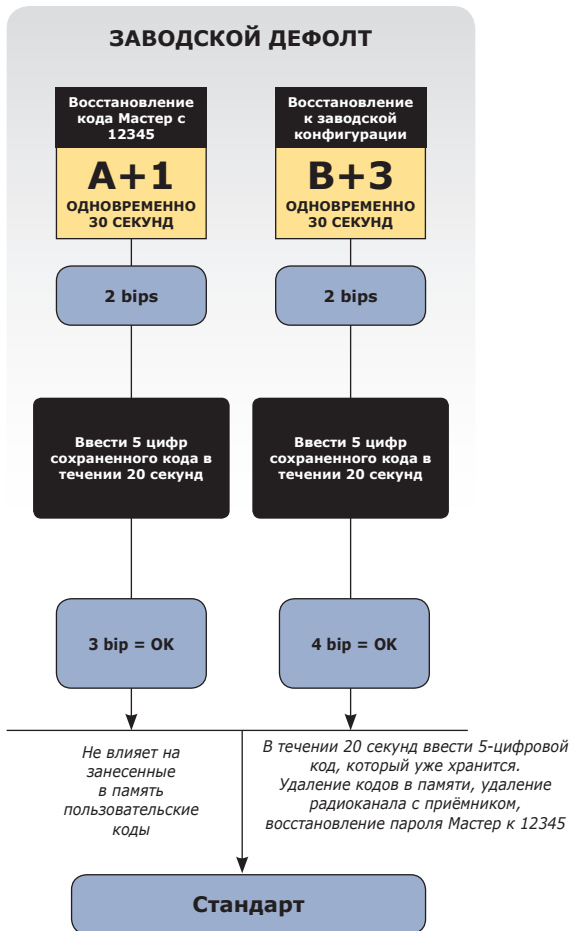 ЗАВОДСКОЙ ДЕФОЛТ
Восстановление
кода Мастер с
12345
A+1
ОДНОВРЕМЕННО
30 СЕКУНД
2 bips
Ввести 5 цифр
сохраненного кода в
течении 20 секунд
3 bip = OK
Не влияет на
занесенные
в память
пользовательские
коды
Восстановление
к заводской
конфигурации
B+3
ОДНОВРЕМЕННО
30 СЕКУНД
2 bips
Ввести 5 цифр
сохраненного кода в
течении 20 секунд
4 bip = OK
В течении 20 секунд ввести 5-цифровой
код, который уже хранится.
Удаление кодов в памяти, удаление
радиоканала с приёмником,
восстановление пароля Мастер к 12345
Стандарт